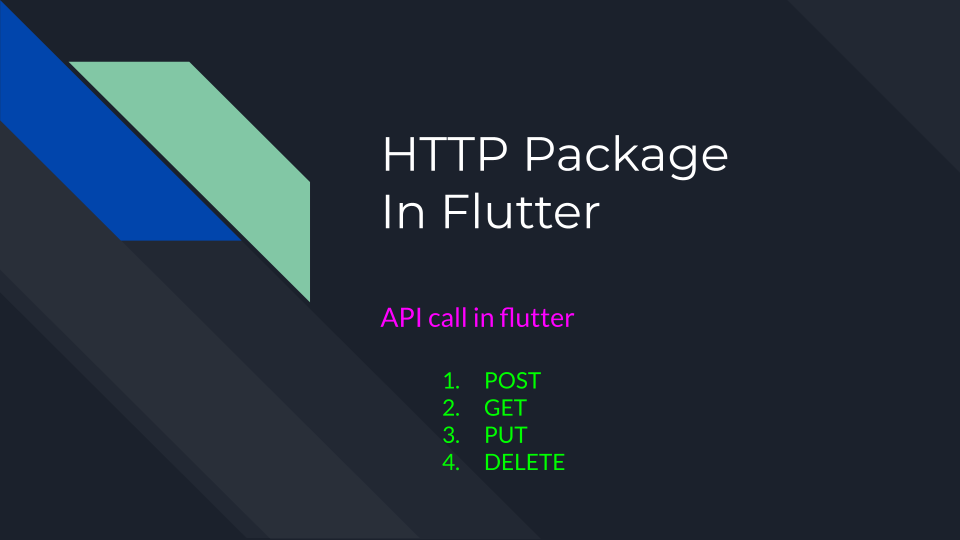 HTTP Package
In Flutter
API call in flutter
1. POST
2. GET
3. PUT
4. DELETE